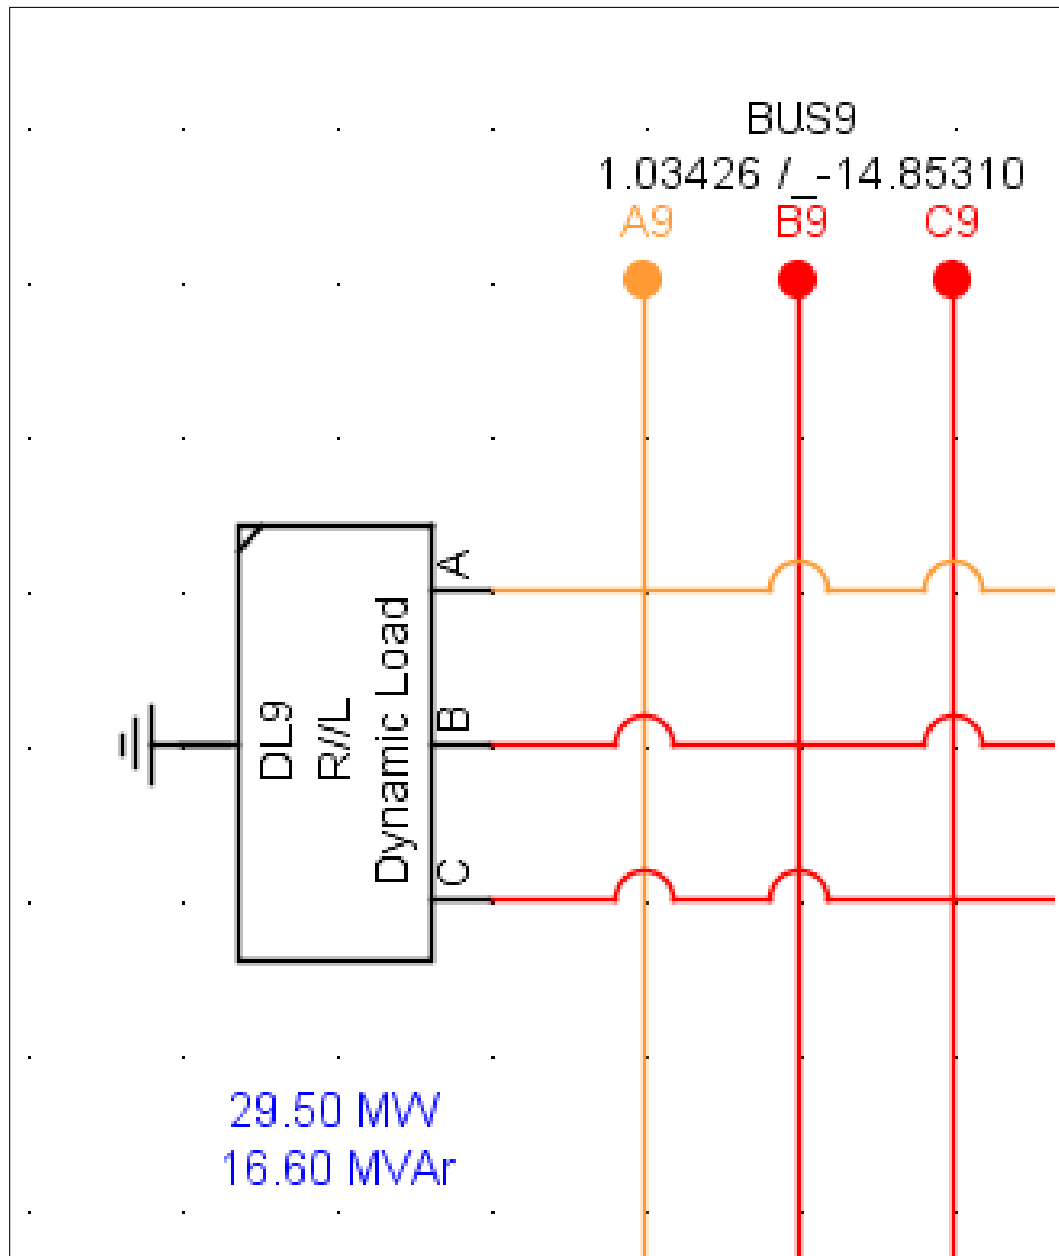 BUS9
1.03426 /_-14.85310
A9 B9 C9
A
B
C
DL9
R//L
Dynamic Load
29.50 MW
16.60 MVAr